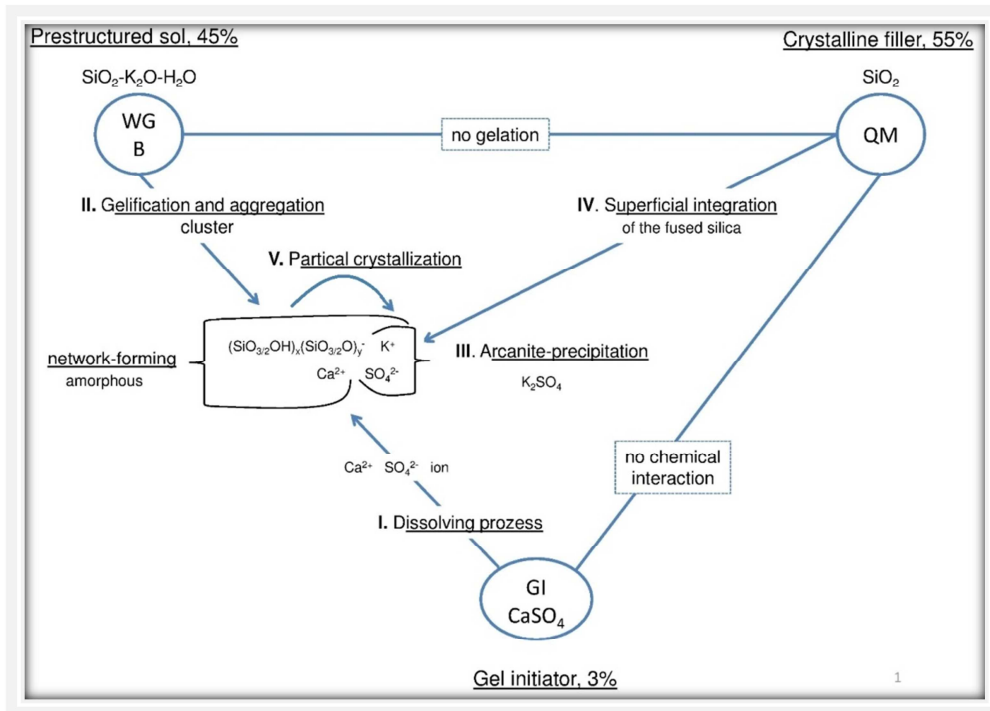 Prestructured sol, 45%
Crystalline filler, 55%
SiO₂-K₂O-H₂O
SiO₂
WG
B
no gelation
QM
II. Gelification and aggregation
cluster
IV. Superficial integration
of the fused silica
V. Partical crystallization
(SiO₃/₂OH)ₓ(SiO₃/₂O)ᵧ⁻ K⁺
Ca²⁺ SO₄²⁻
network-forming
amorphous
III. Arcanite-precipitation
K₂SO₄
no chemical
interaction
Ca²⁺ SO₄²⁻ ion
I. Dissolving prozess
GI
CaSO₄
Gel initiator, 3%
1